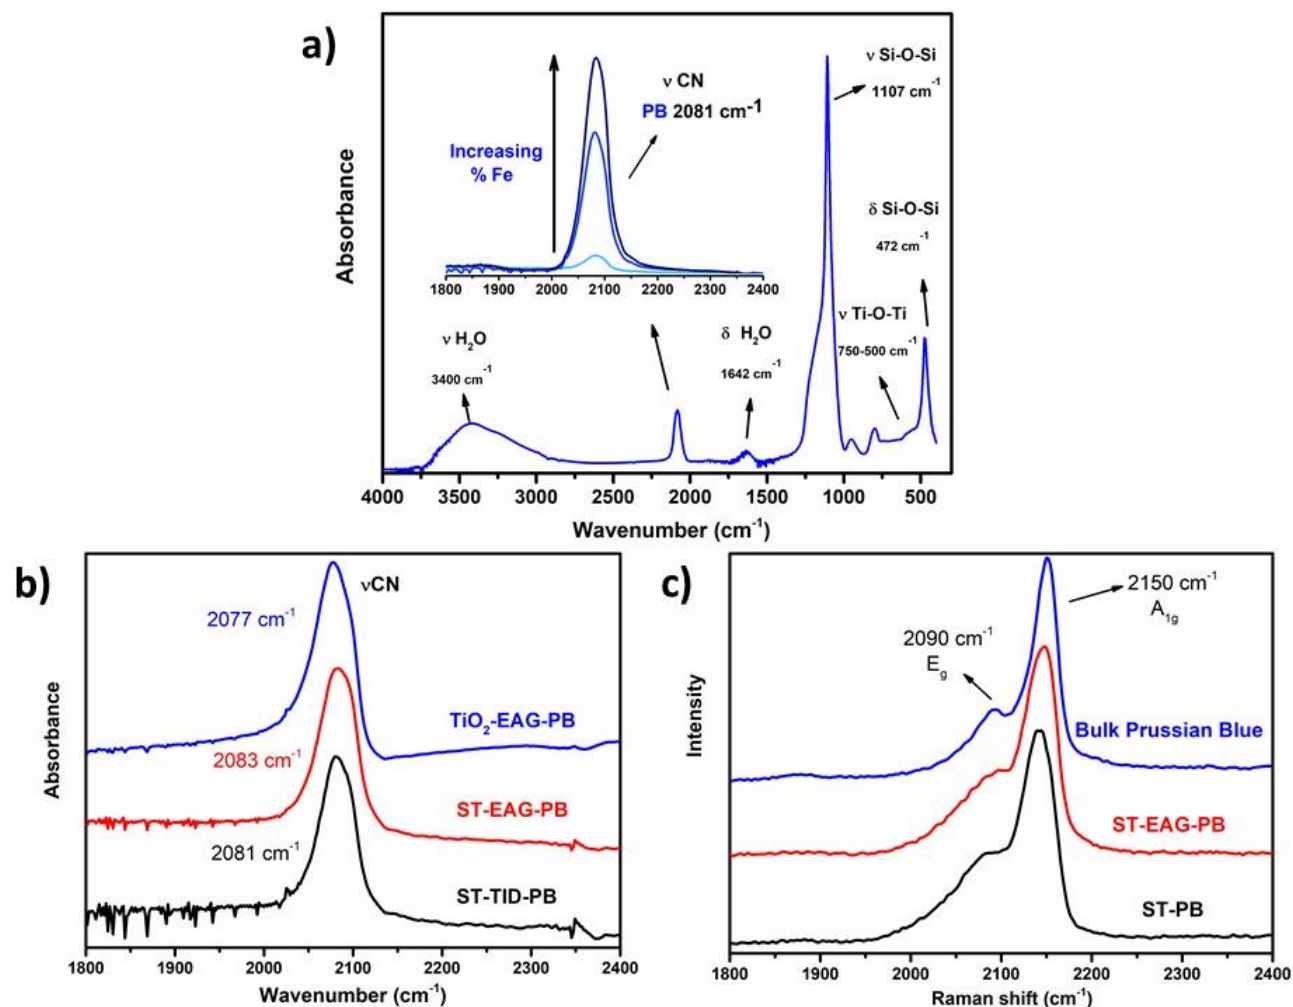 a)
Absorbance
ν CN
PB 2081 cm⁻¹
Increasing
% Fe
1800 1900 2000 2100 2200 2300 2400
ν Si-O-Si
1107 cm⁻¹
δ Si-O-Si
472 cm⁻¹
ν Ti-O-Ti
750-500 cm⁻¹
ν H₂O
3400 cm⁻¹
δ H₂O
1642 cm⁻¹
4000 3500 3000 2500 2000 1500 1000 500
Wavenumber (cm⁻¹)
b)
Absorbance
νCN
2077 cm⁻¹
TiO₂-EAG-PB
2083 cm⁻¹
ST-EAG-PB
2081 cm⁻¹
ST-TID-PB
1800 1900 2000 2100 2200 2300 2400
Wavenumber (cm⁻¹)
c)
Intensity
2150 cm⁻¹
A₁g
2090 cm⁻¹
Eg
Bulk Prussian Blue
ST-EAG-PB
ST-PB
1800 1900 2000 2100 2200 2300 2400
Raman shift (cm⁻¹)